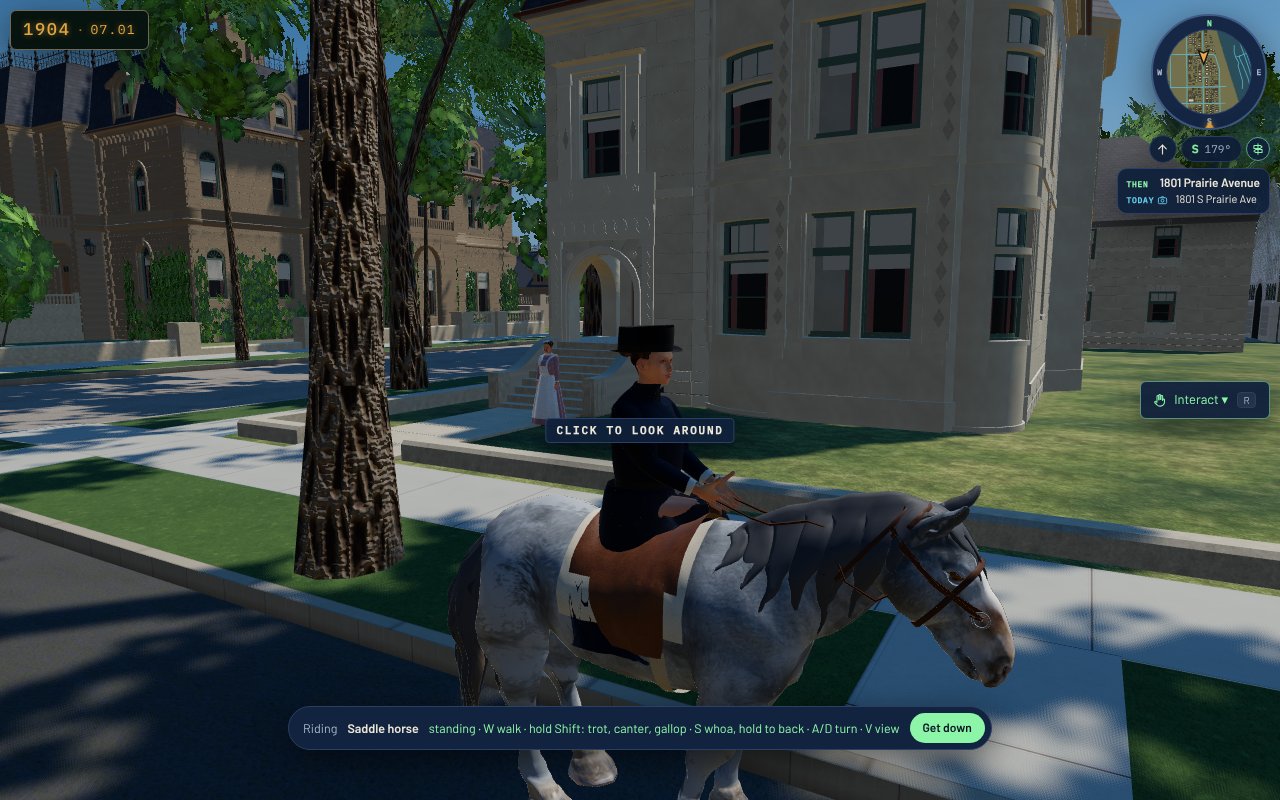 1904 · 07.01
N
W
E
S
S 179°
THEN 1801 Prairie Avenue
TODAY 1801 S Prairie Ave
Interact ▾ R
CLICK TO LOOK AROUND
Riding Saddle horse standing · W walk · hold Shift: trot, canter, gallop · S whoa, hold to back · A/D turn · V view Get down